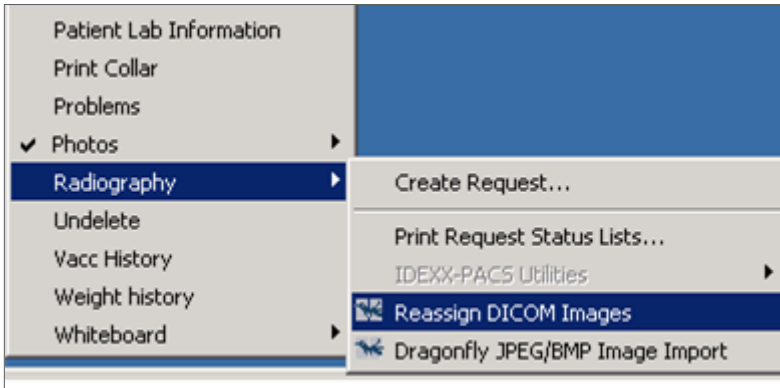 Patient Lab Information
Print Collar
Problems
Photos
Radiography
Undelete
Vacc History
Weight history
Whiteboard
Create Request...
Print Request Status Lists...
IDEXX-PACS Utilities
Reassign DICOM Images
Dragonfly JPEG/BMP Image Import